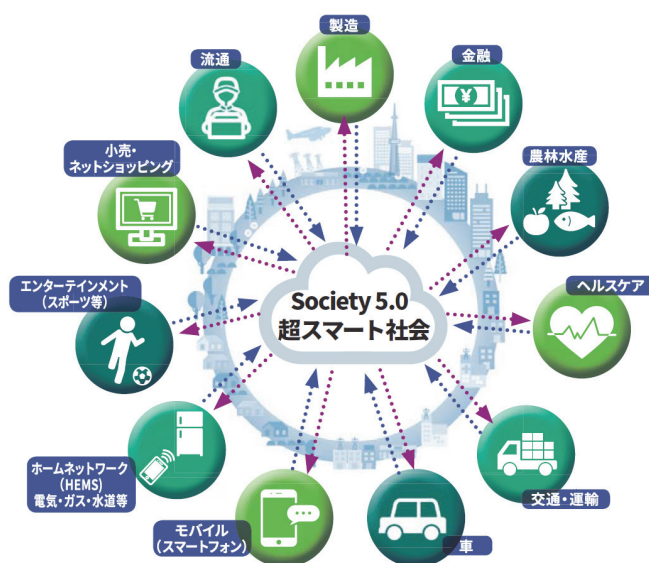 製造
金融
農林水産
ヘルスケア
交通・運輸
車
モバイル
(スマートフォン)
ホームネットワーク
(HEMS)
電気・ガス・水道等
エンターテインメント
(スポーツ等)
小売・
ネットショッピング
流通
¥
Society 5.0
超スマート社会